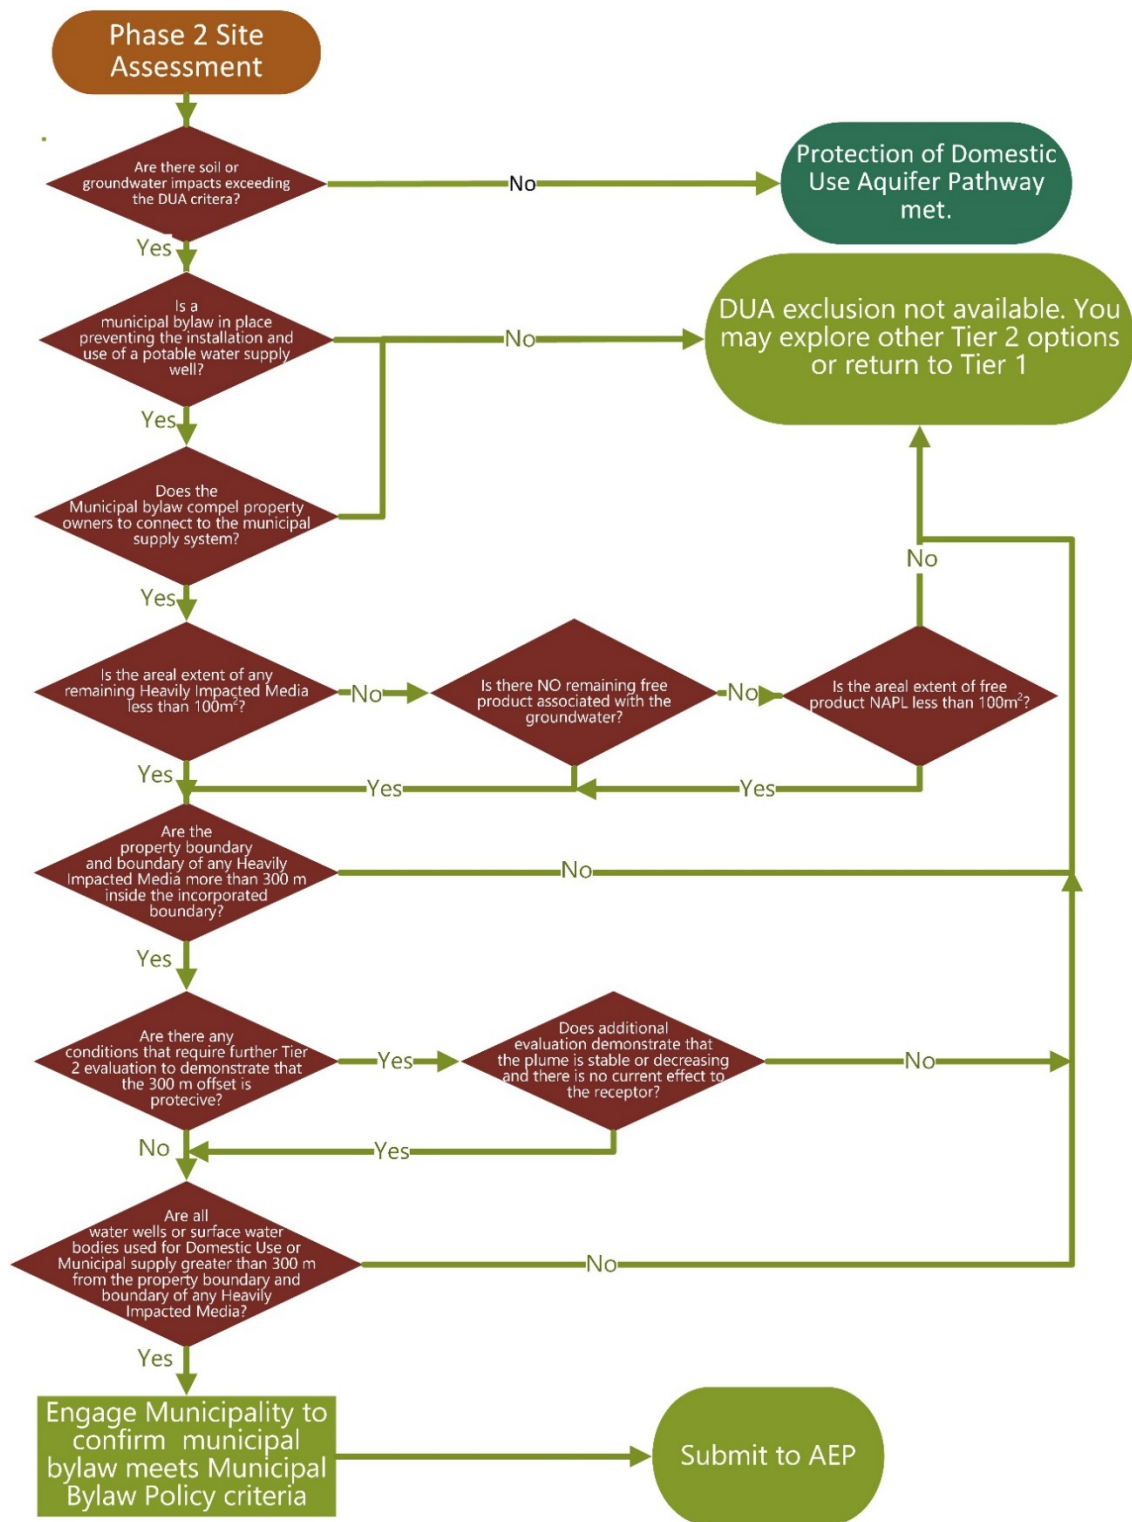 Phase 2 Site
Assessment
Are there soil or
groundwater impacts exceeding
the DUA critera?
No
Protection of Domestic
Use Aquifer Pathway
met.
Yes
Is a
municipal bylaw in place
preventing the installation and
use of a potable water supply
well?
No
DUA exclusion not available. You
may explore other Tier 2 options
or return to Tier 1
Yes
Does the
Municipal bylaw compel property
owners to connect to the municipal
supply system?
Yes
Is the areal extent of any
remaining Heavily Impacted Media
less than 100m²?
No
Is there NO remaining free
product associated with the
groundwater?
No
Is the areal extent of free
product NAPL less than 100m²?
No
Yes
Yes
Yes
Are the
property boundary
and boundary of any Heavily
Impacted Media more than 300 m
inside the incorporated
boundary?
No
Yes
Are there any
conditions that require further Tier
2 evaluation to demonstrate that
the 300 m offset is
protecive?
Yes
Does additional
evaluation demonstrate that
the plume is stable or decreasing
and there is no current effect to
the receptor?
No
No
Yes
Are all
water wells or surface water
bodies used for Domestic Use or
Municipal supply greater than 300 m
from the property boundary and
boundary of any Heavily
Impacted Media?
No
Yes
Engage Municipality to
confirm municipal
bylaw meets Municipal
Bylaw Policy criteria
Submit to AEP